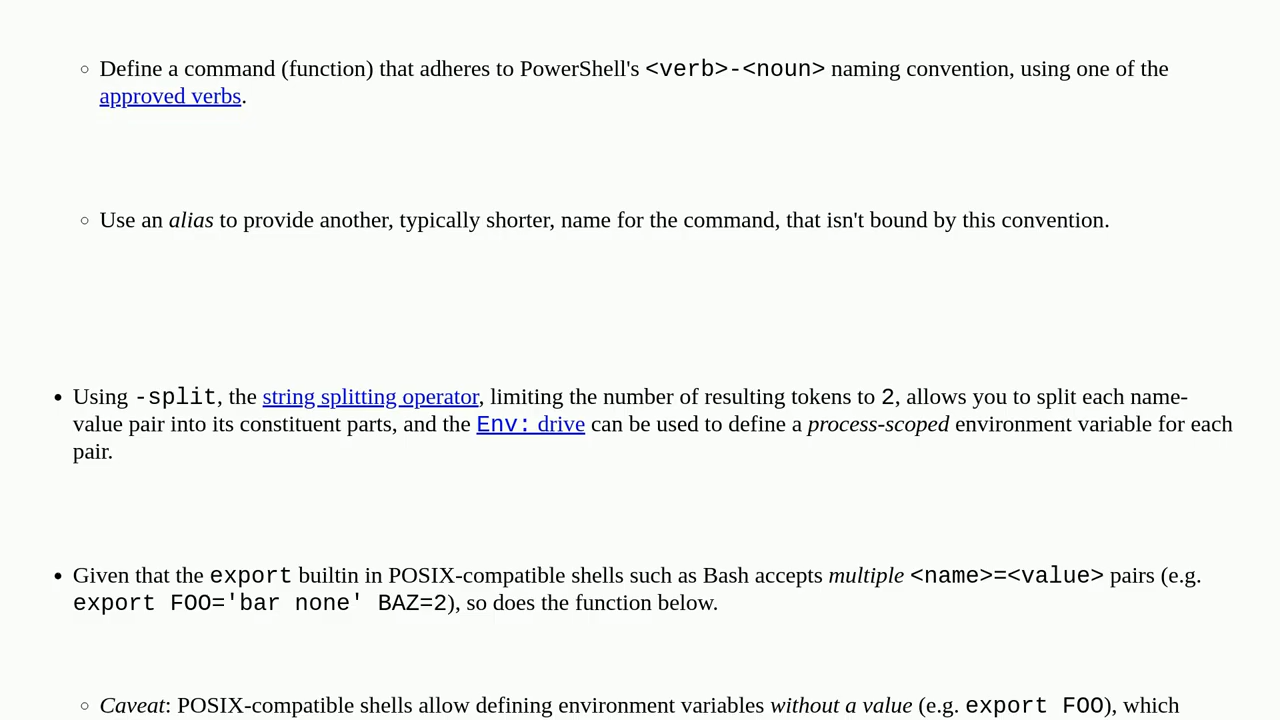 Define a command (function) that adheres to PowerShell's <verb>-<noun> naming convention, using one of the
approved verbs.
Use an alias to provide another, typically shorter, name for the command, that isn't bound by this convention.
Using -split, the string splitting operator, limiting the number of resulting tokens to 2, allows you to split each name-
value pair into its constituent parts, and the Env: drive can be used to define a process-scoped environment variable for each
pair.
Given that the export builtin in POSIX-compatible shells such as Bash accepts multiple <name>=<value> pairs (e.g.
export FOO='bar none' BAZ=2), so does the function below.
Caveat: POSIX-compatible shells allow defining environment variables without a value (e.g. export FOO), which